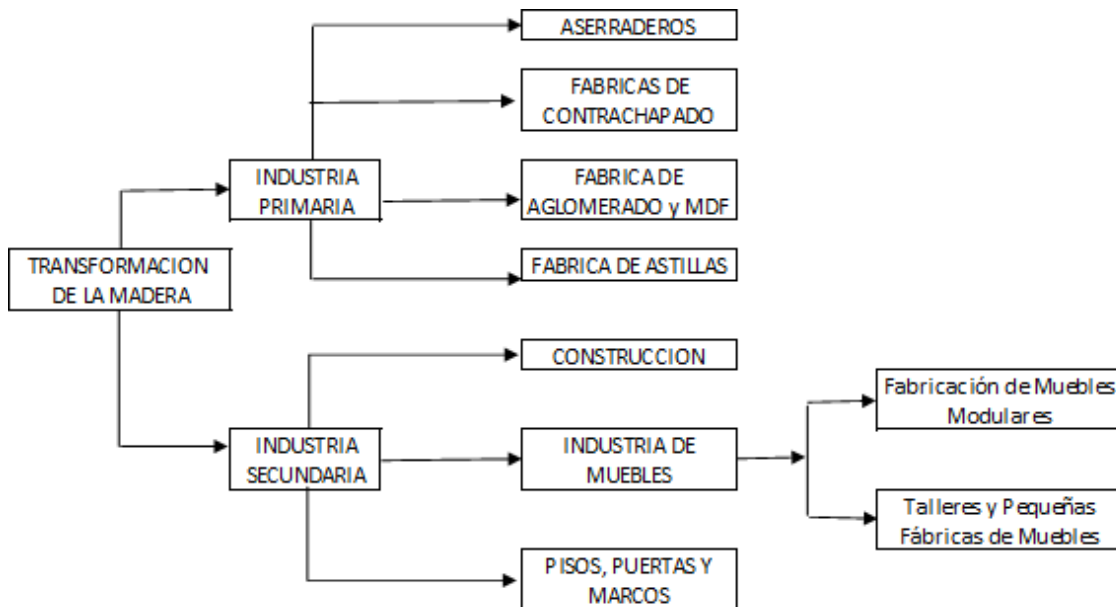 ASERRADEROS
FABRICAS DE
CONTRACHAPADO
INDUSTRIA
PRIMARIA
FABRICA DE
AGLOMERADO y MDF
TRANSFORMACION
DE LA MADERA
FABRICA DE ASTILLAS
CONSTRUCCION
Fabricación de Muebles
Modulares
INDUSTRIA
SECUNDARIA
INDUSTRIA DE
MUEBLES
Talleres y Pequeñas
Fábricas de Muebles
PISOS, PUERTAS Y
MARCOS